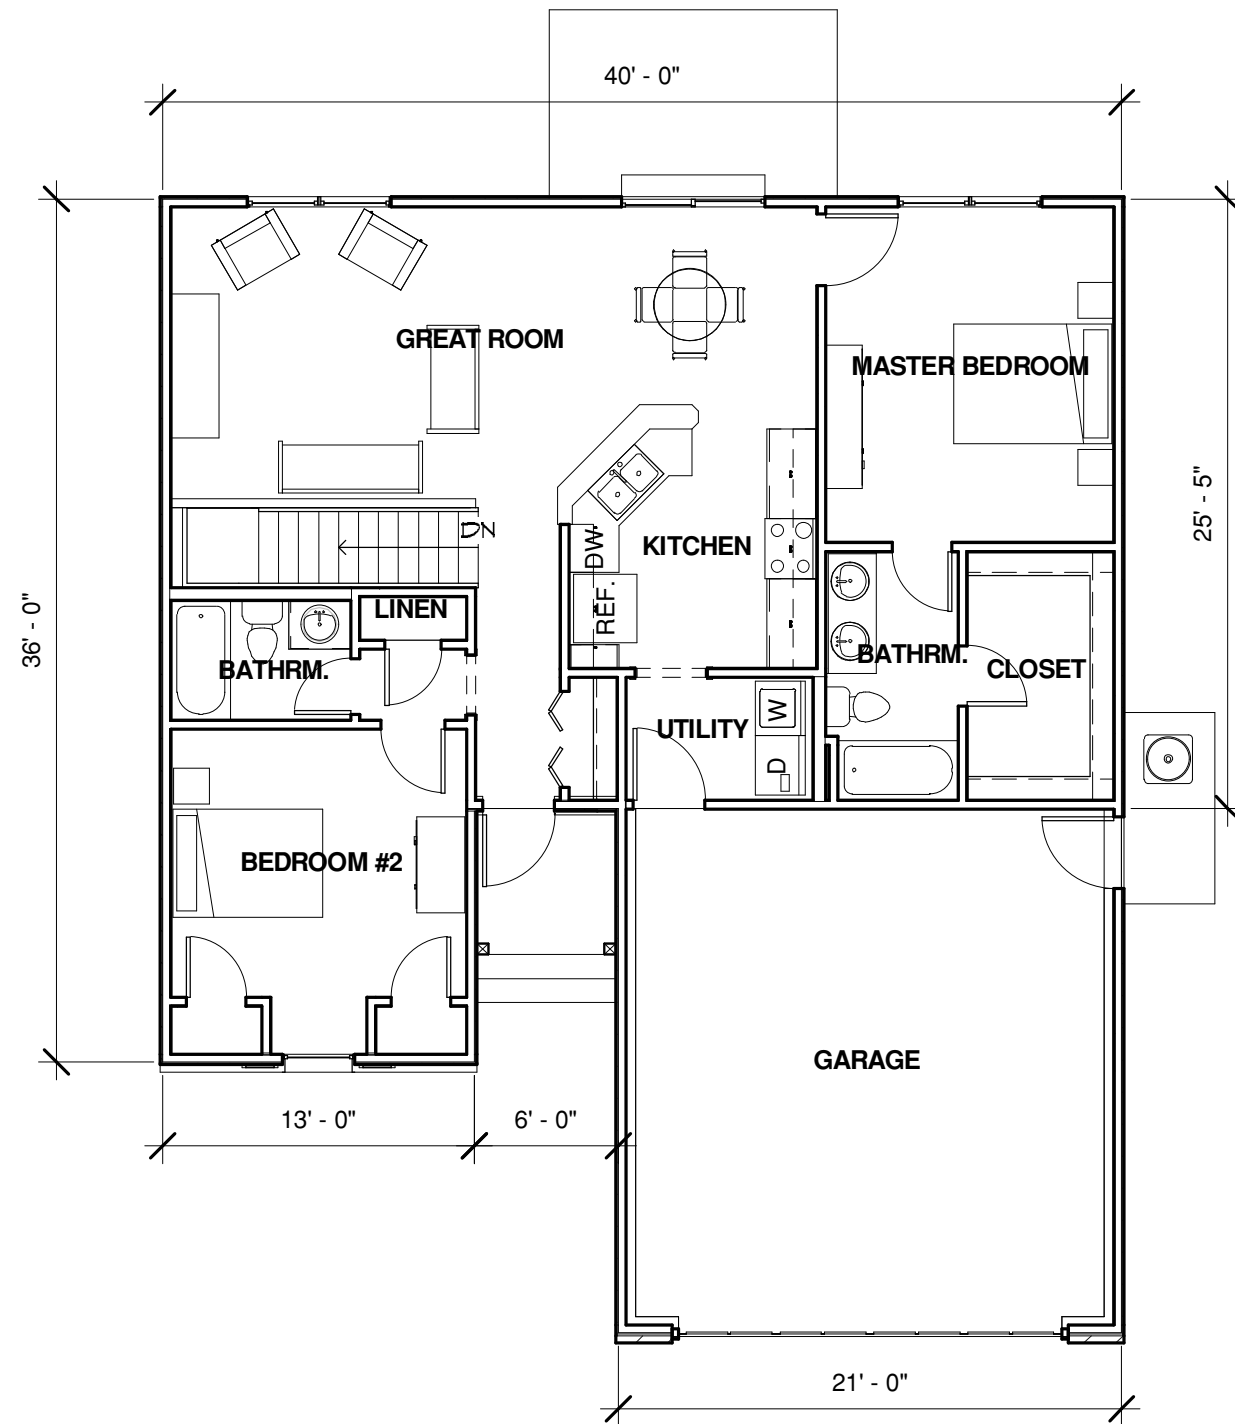 40' - 0"
GREAT ROOM
MASTER BEDROOM
25' - 5"
DN
DW.
KITCHEN
36' - 0"
REF.
LINEN
BATHRM.
BATHRM.
CLOSET
UTILITY
W
D
BEDROOM #2
GARAGE
13' - 0"
6' - 0"
21' - 0"